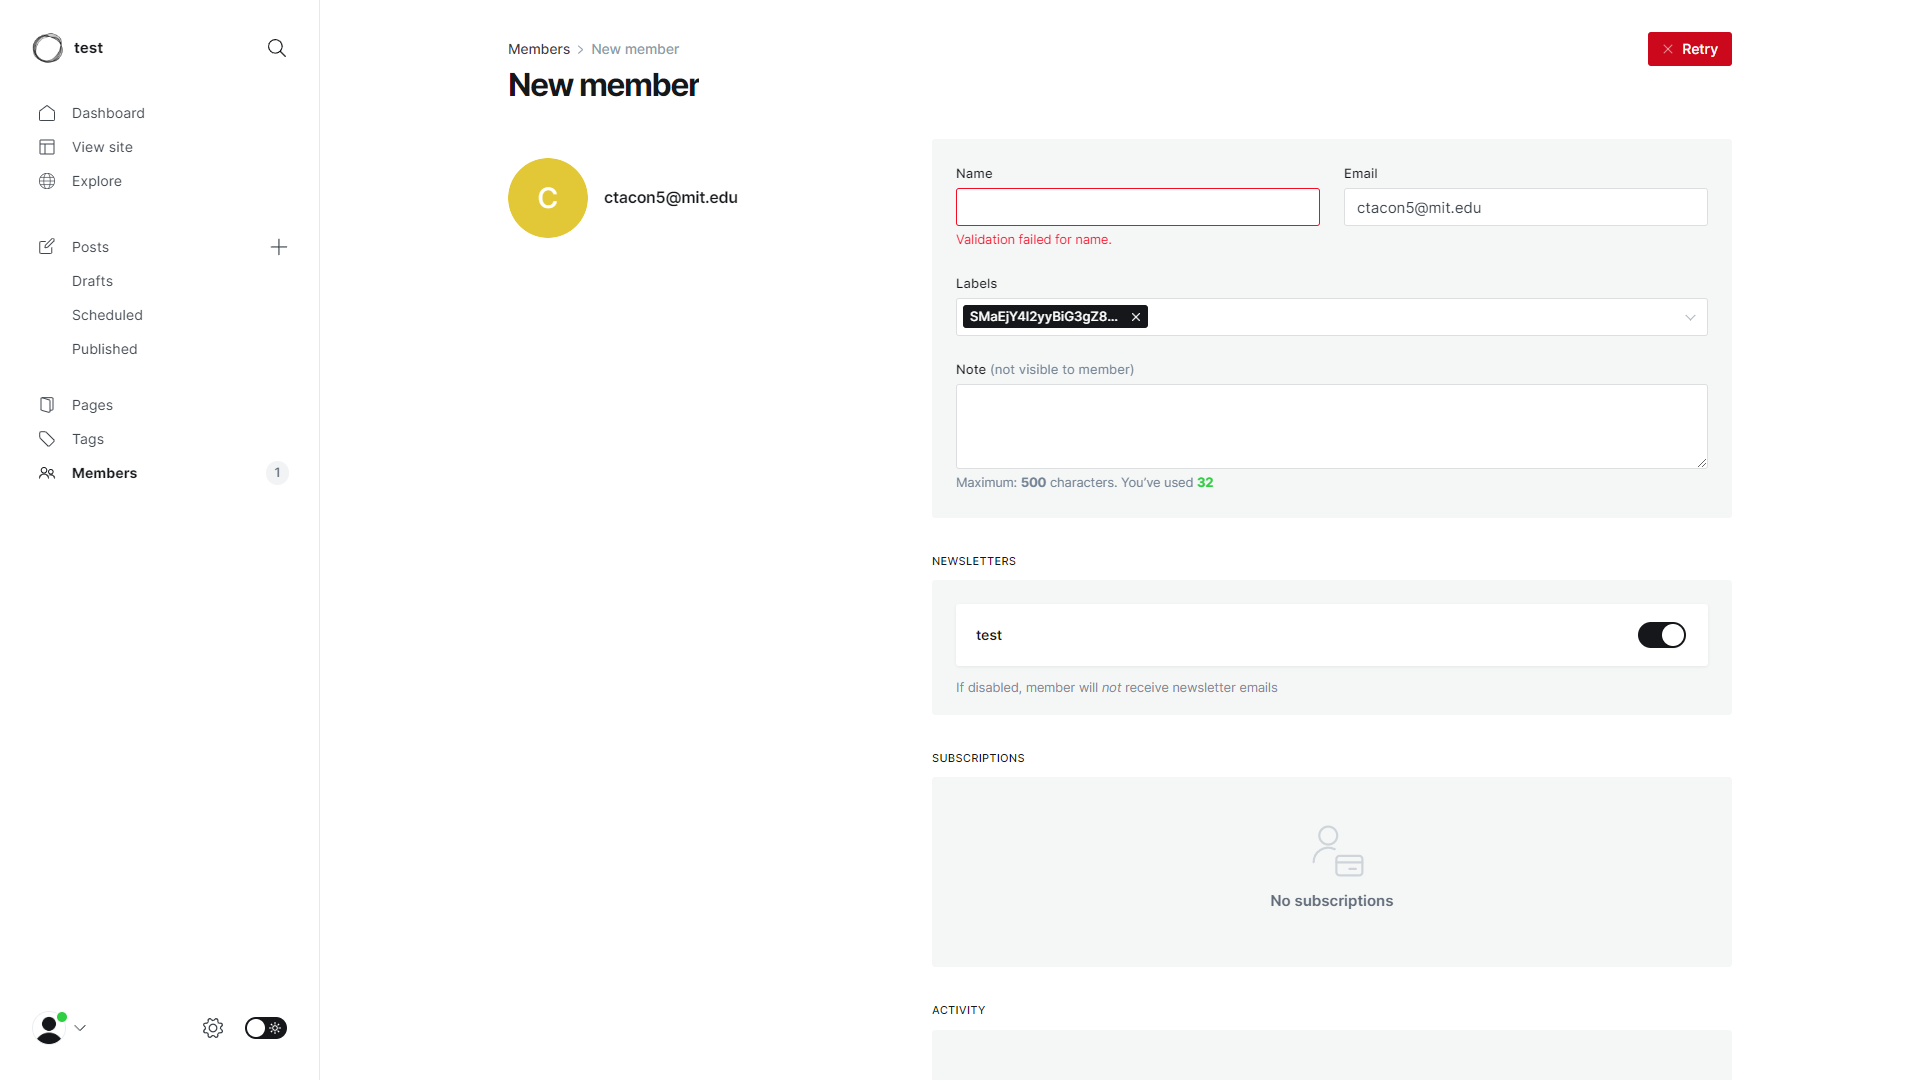 test
Dashboard
View site
Explore
Posts
Drafts
Scheduled
Published
Pages
Tags
Members
1
Members
New member
Retry
New member
C
ctacon5@mit.edu
Name
Email
ctacon5@mit.edu
Validation failed for name.
Labels
SMaEjY4I2yyBiG3gZ8...
Note (not visible to member)
Maximum: 500 characters. You’ve used 32
NEWSLETTERS
test
If disabled, member will not receive newsletter emails
SUBSCRIPTIONS
No subscriptions
ACTIVITY